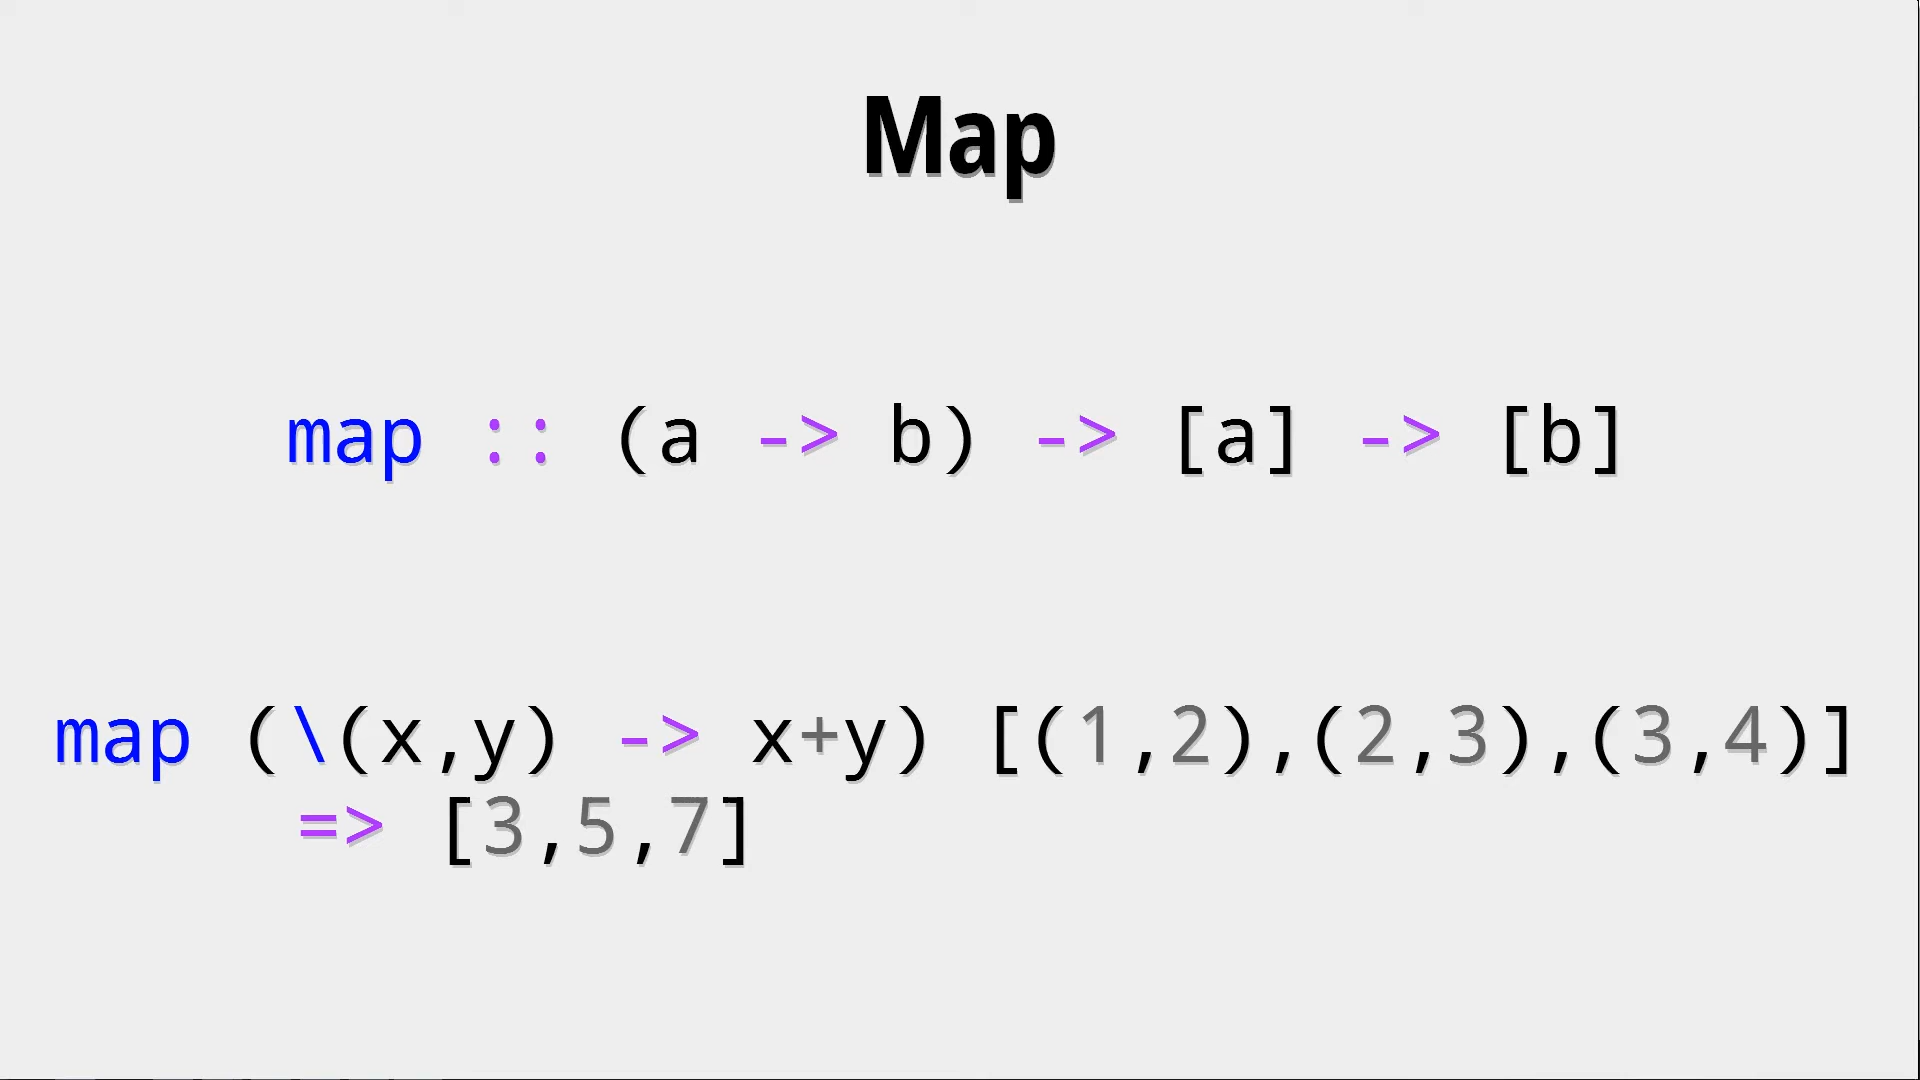 Map
map :: (a -> b) -> [a] -> [b]
map (\(x,y) -> x+y) [(1,2),(2,3),(3,4)]
=> [3,5,7]